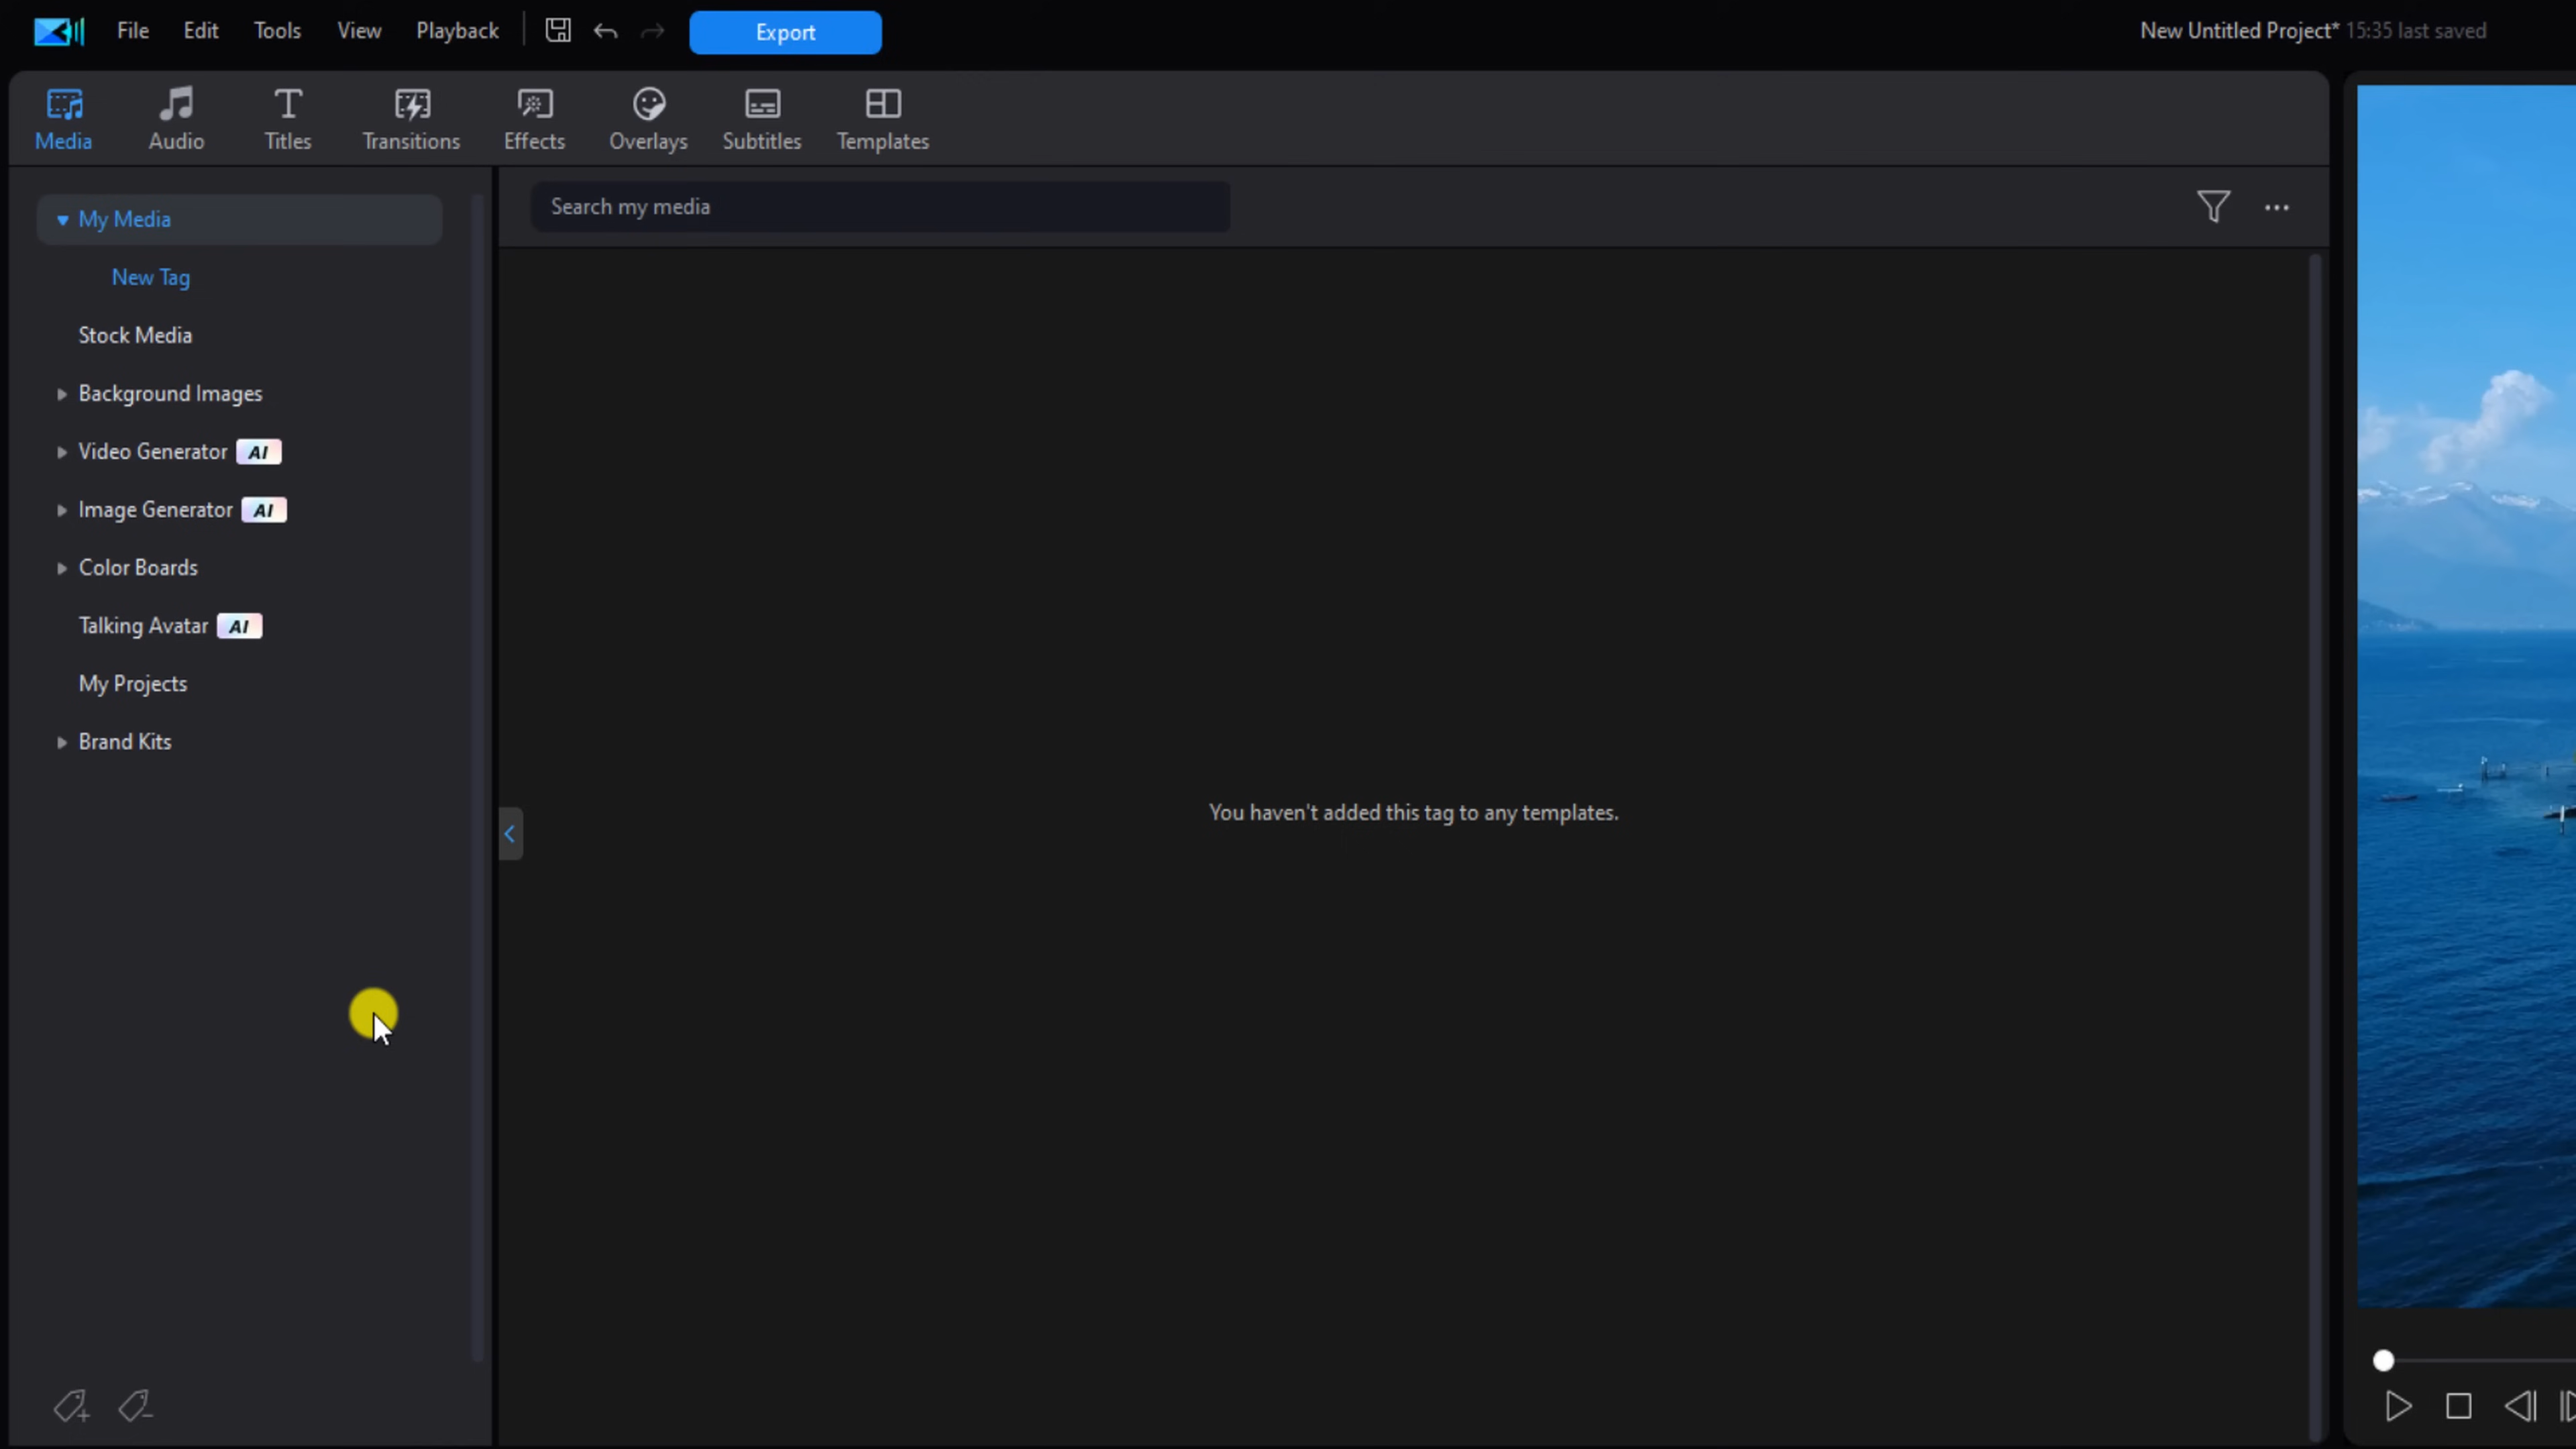 File Edit Tools View Playback Export New Untitled Project* 15:35 last saved
Media Audio Titles Transitions Effects Overlays Subtitles Templates
My Media
Search my media
New Tag
Stock Media
Background Images
Video Generator AI
Image Generator AI
Color Boards
Talking Avatar AI
My Projects
Brand Kits
You haven't added this tag to any templates.